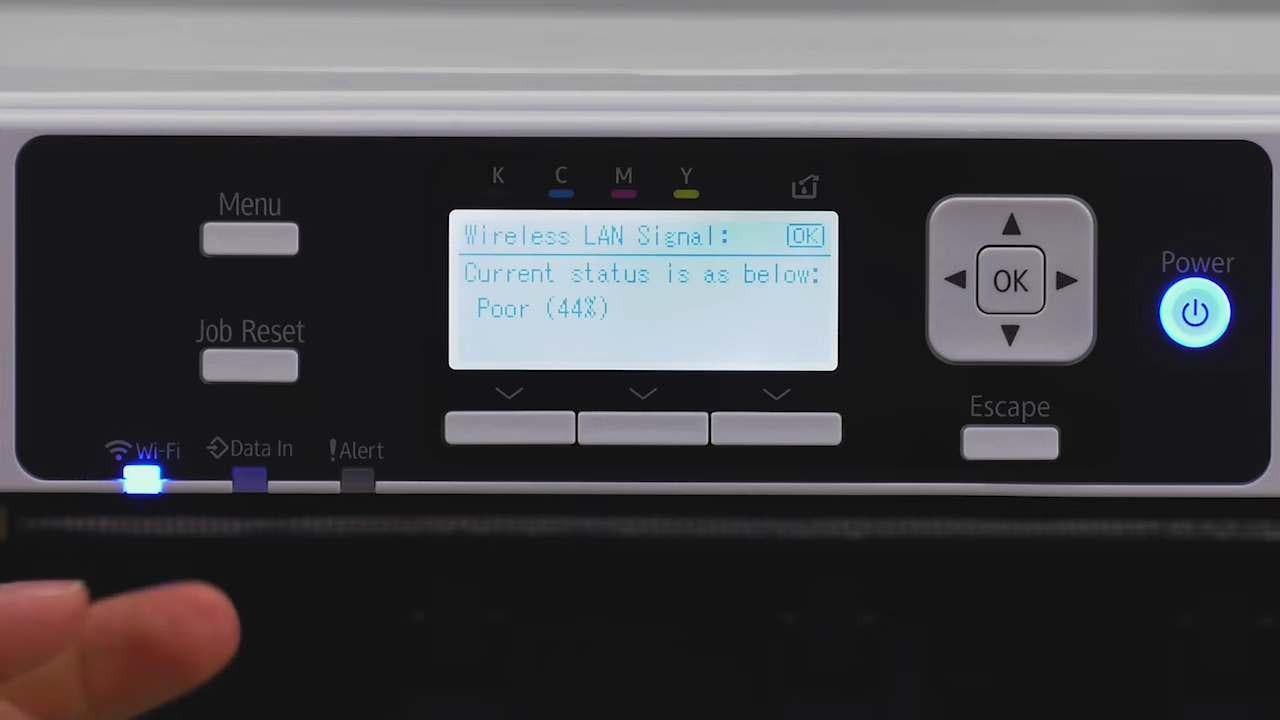 K C M Y
Menu
Wireless LAN Signal: OK
Current status is as below:
Poor (44%)
Job Reset
OK
Power
Escape
Wi-Fi
Data In
Alert